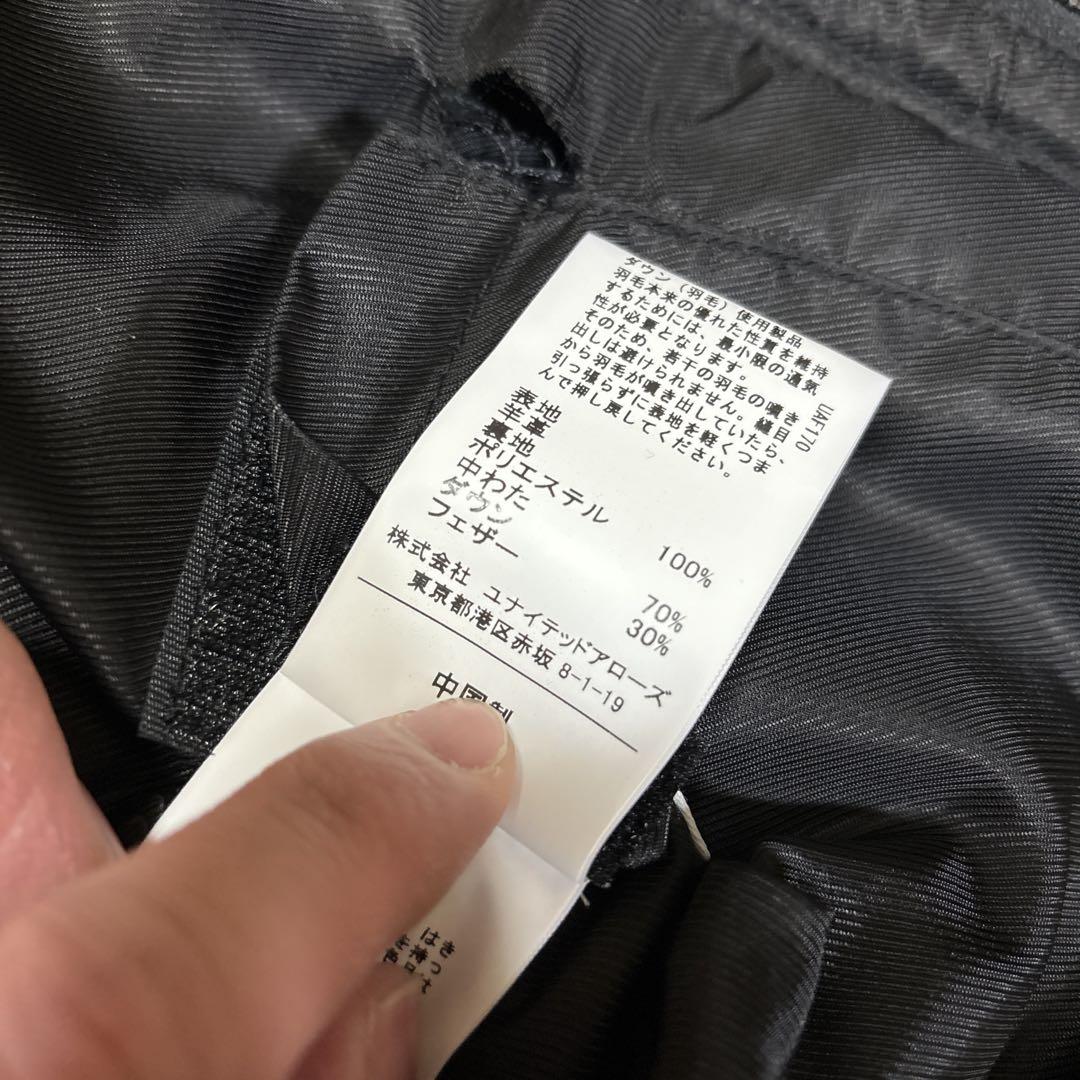 ダウン（羽毛）使用製品
羽毛本来の優れた性質を維持
するためには、最小限の通気
性が必要となります。
そのため、若干の羽毛の噴き
出しは避けられません。縫目
から羽毛が噴き出していたら、
引っ張らずに表地を軽くつま
んで押し戻してください。
UAF170
表地
羊革
裏地
ポリエステル 100%
中わた
ダウン 70%
フェザー 30%
株式会社 ユナイテッドアローズ
東京都港区赤坂 8-1-19
中国製
はき
を持つ